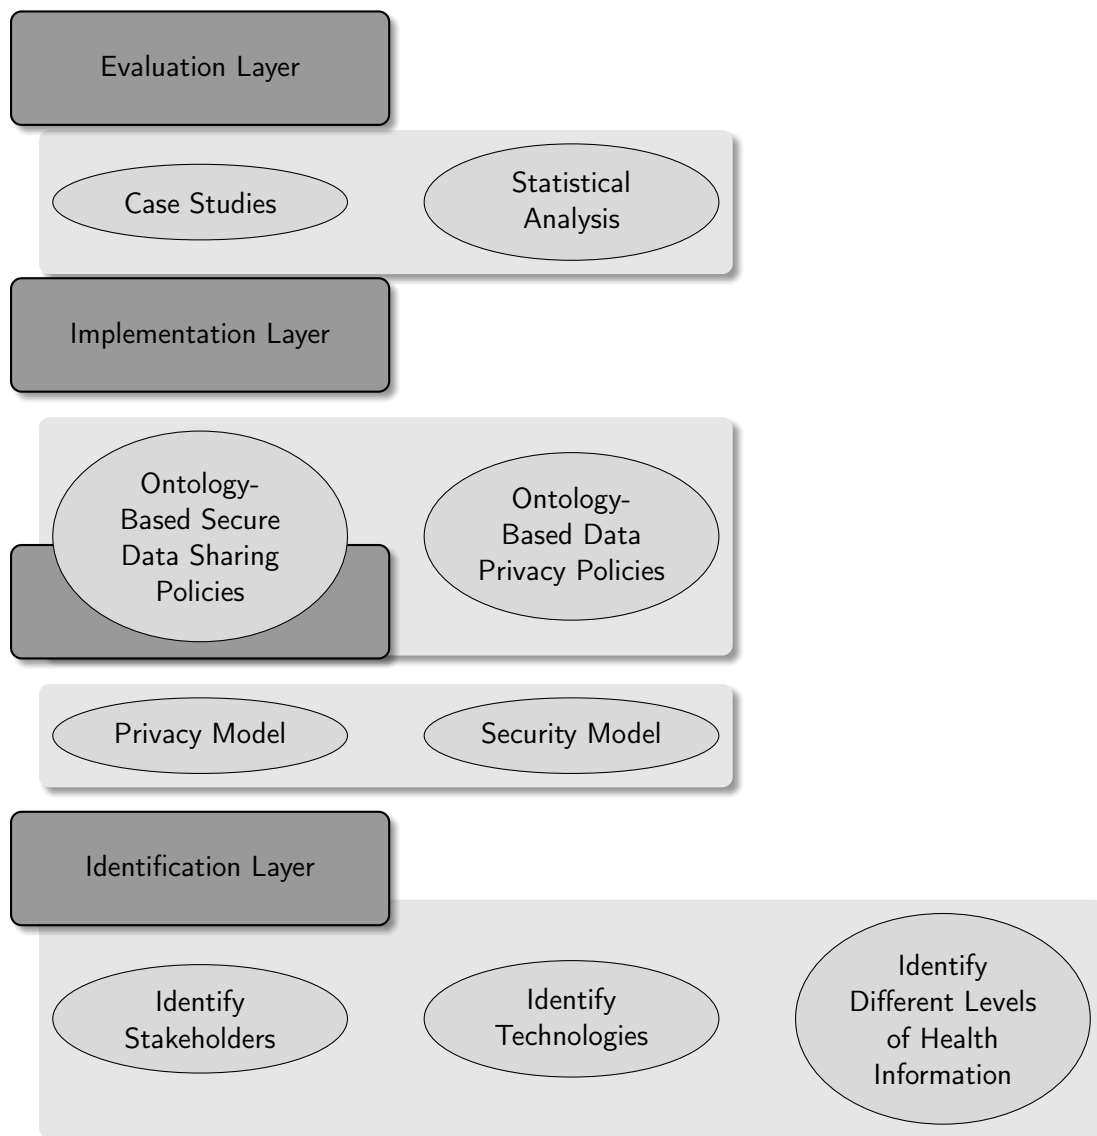 Evaluation Layer
Case Studies
Statistical
Analysis
Implementation Layer
Ontology-
Based Secure
Data Sharing
Policies
Ontology-
Based Data
Privacy Policies
Privacy Model
Security Model
Identification Layer
Identify
Stakeholders
Identify
Technologies
Identify
Different Levels
of Health
Information